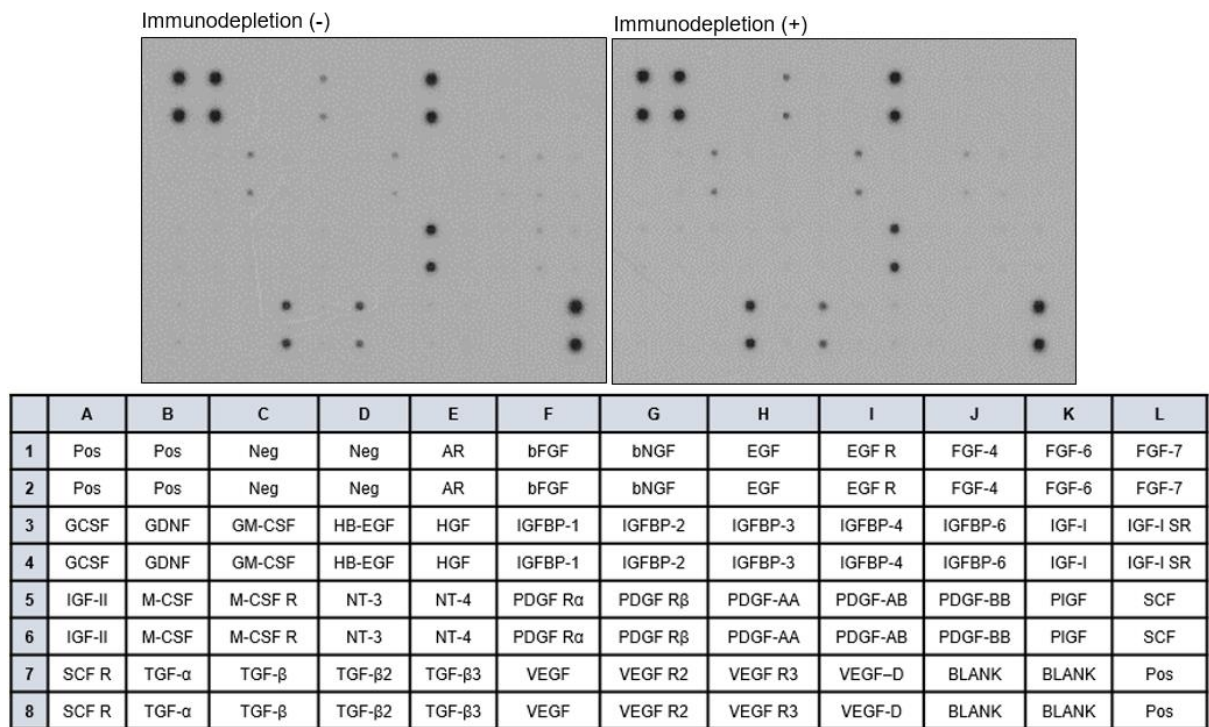 Immunodepletion (-)
Immunodepletion (+)
A B C D E F G H I J K L
1 Pos Pos Neg Neg AR bFGF bNGF EGF EGF R FGF-4 FGF-6 FGF-7
2 Pos Pos Neg Neg AR bFGF bNGF EGF EGF R FGF-4 FGF-6 FGF-7
3 GCSF GDNF GM-CSF HB-EGF HGF IGFBP-1 IGFBP-2 IGFBP-3 IGFBP-4 IGFBP-6 IGF-I IGF-I SR
4 GCSF GDNF GM-CSF HB-EGF HGF IGFBP-1 IGFBP-2 IGFBP-3 IGFBP-4 IGFBP-6 IGF-I IGF-I SR
5 IGF-II M-CSF M-CSF R NT-3 NT-4 PDGF Rα PDGF Rβ PDGF-AA PDGF-AB PDGF-BB PIGF SCF
6 IGF-II M-CSF M-CSF R NT-3 NT-4 PDGF Rα PDGF Rβ PDGF-AA PDGF-AB PDGF-BB PIGF SCF
7 SCF R TGF-α TGF-β TGF-β2 TGF-β3 VEGF VEGF R2 VEGF R3 VEGF–D BLANK BLANK Pos
8 SCF R TGF-α TGF-β TGF-β2 TGF-β3 VEGF VEGF R2 VEGF R3 VEGF-D BLANK BLANK Pos